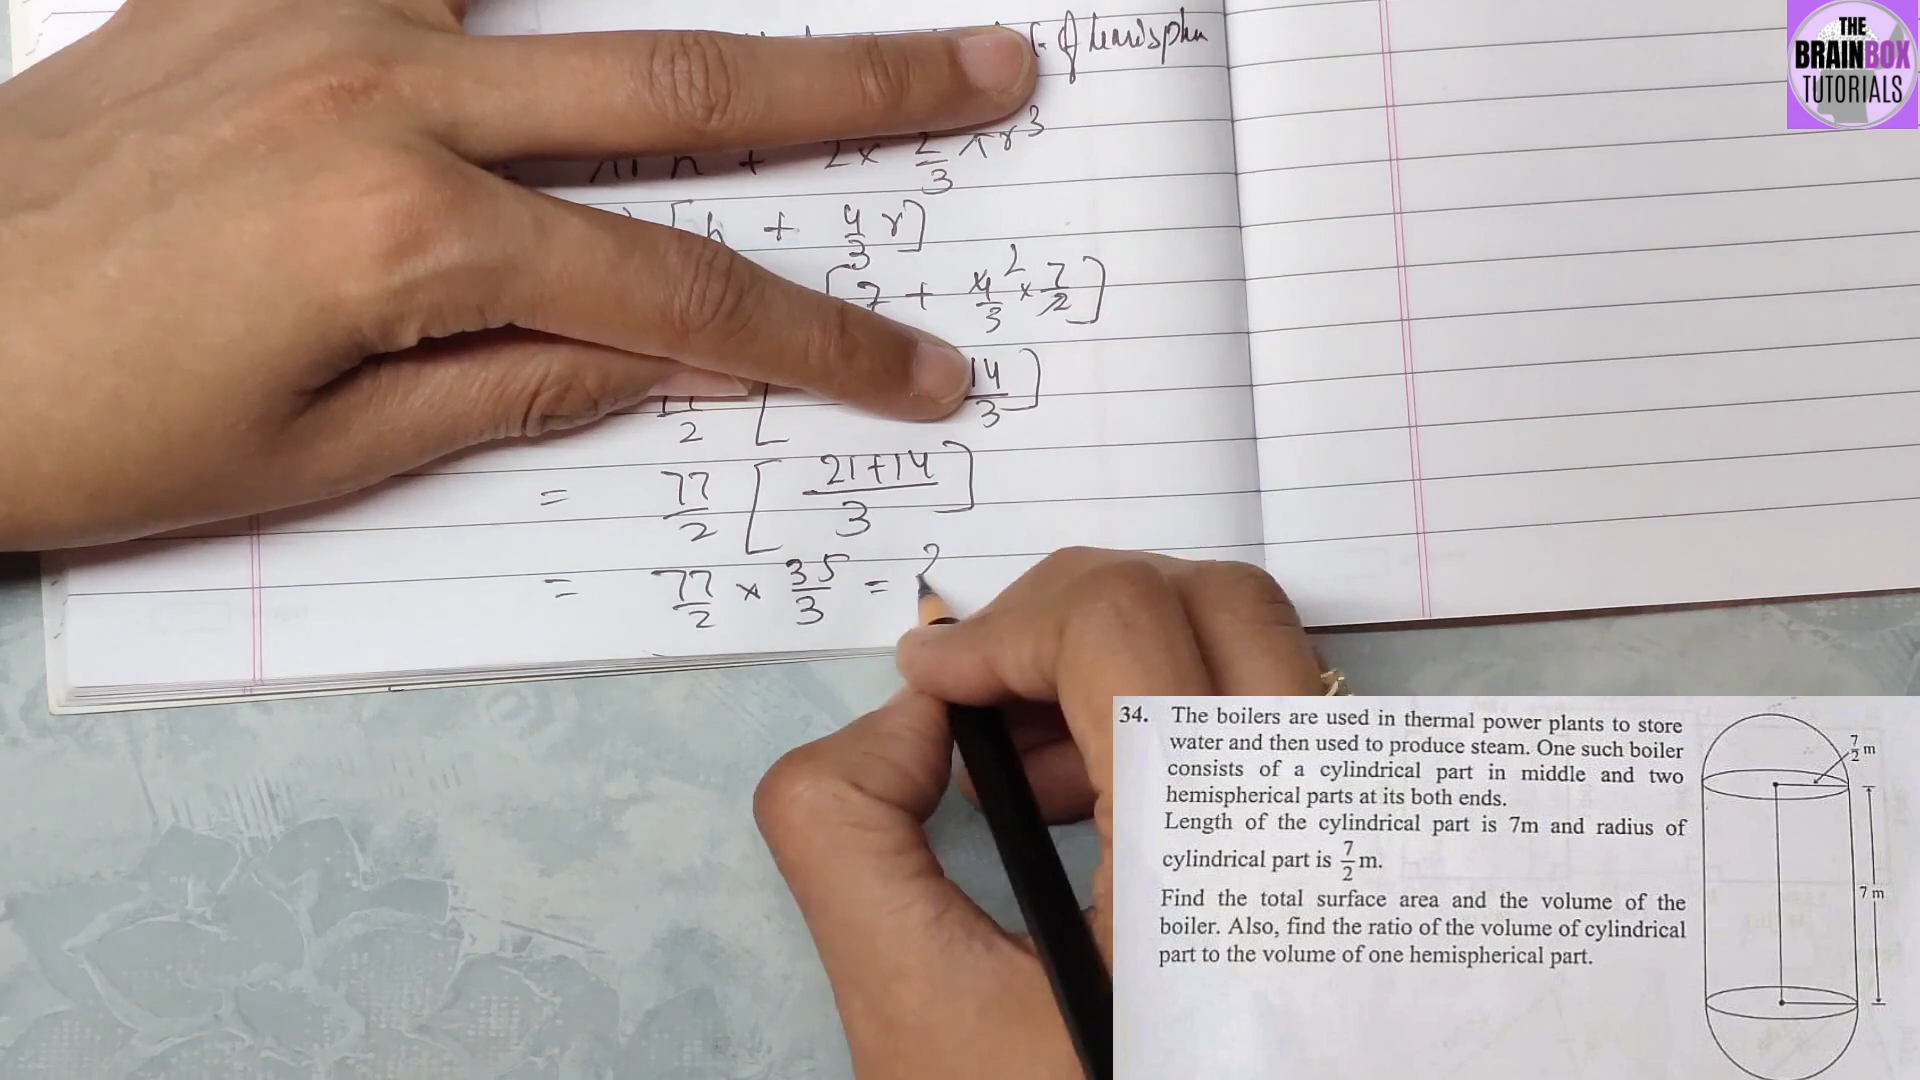 THE
BRAINBOX
TUTORIALS
+ 2 × 2/3 πr³
[h + 4/3 r]
[7 + 4/3 2 × 7/2]
2 [ 14/3 ]
= 77/2 [ 21+14/3 ]
= 77/2 × 35/3 =
34. The boilers are used in thermal power plants to store
water and then used to produce steam. One such boiler
consists of a cylindrical part in middle and two
hemispherical parts at its both ends.
Length of the cylindrical part is 7m and radius of
cylindrical part is 7/2 m.
Find the total surface area and the volume of the
boiler. Also, find the ratio of the volume of cylindrical
part to the volume of one hemispherical part.
7/2 m
7 m